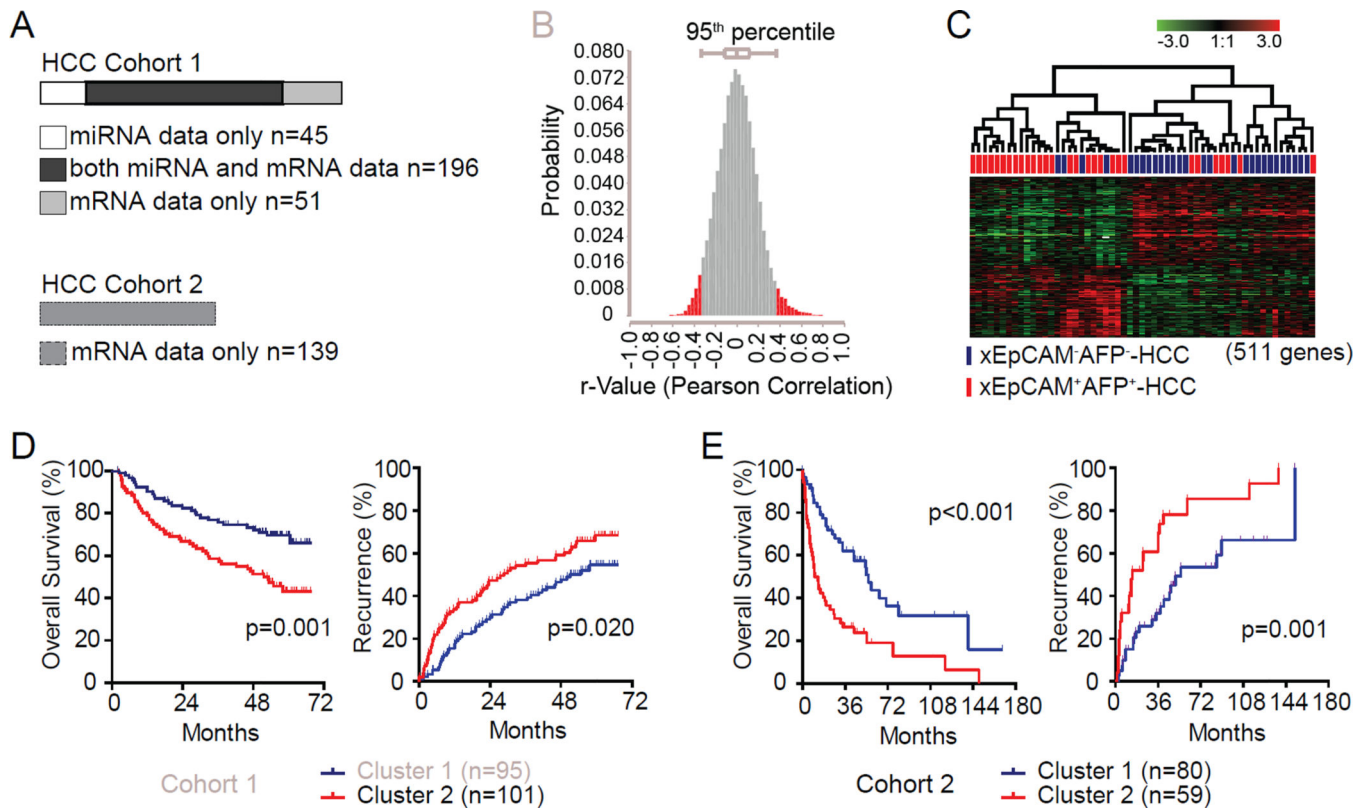 A
HCC Cohort 1
miRNA data only n=45
both miRNA and mRNA data n=196
mRNA data only n=51
HCC Cohort 2
mRNA data only n=139
B
95th percentile
0.080
0.072
0.064
0.056
0.048
0.040
0.032
0.024
0.016
0.008
0
Probability
-1.0
-0.8
-0.6
-0.4
-0.2
0
0.2
0.4
0.6
0.8
1.0
r-Value (Pearson Correlation)
C
-3.0 1:1 3.0
xEpCAM-AFP--HCC (511 genes)
xEpCAM+AFP+-HCC
D
Overall Survival (%)
100
80
60
40
20
0
p=0.001
0 24 48 72
Months
Recurrence (%)
100
80
60
40
20
0
p=0.020
0 24 48 72
Months
Cohort 1
Cluster 1 (n=95)
Cluster 2 (n=101)
E
Overall Survival (%)
100
80
60
40
20
0
p<0.001
0 36 72 108 144 180
Months
Recurrence (%)
100
80
60
40
20
0
p=0.001
0 36 72 108 144 180
Months
Cohort 2
Cluster 1 (n=80)
Cluster 2 (n=59)